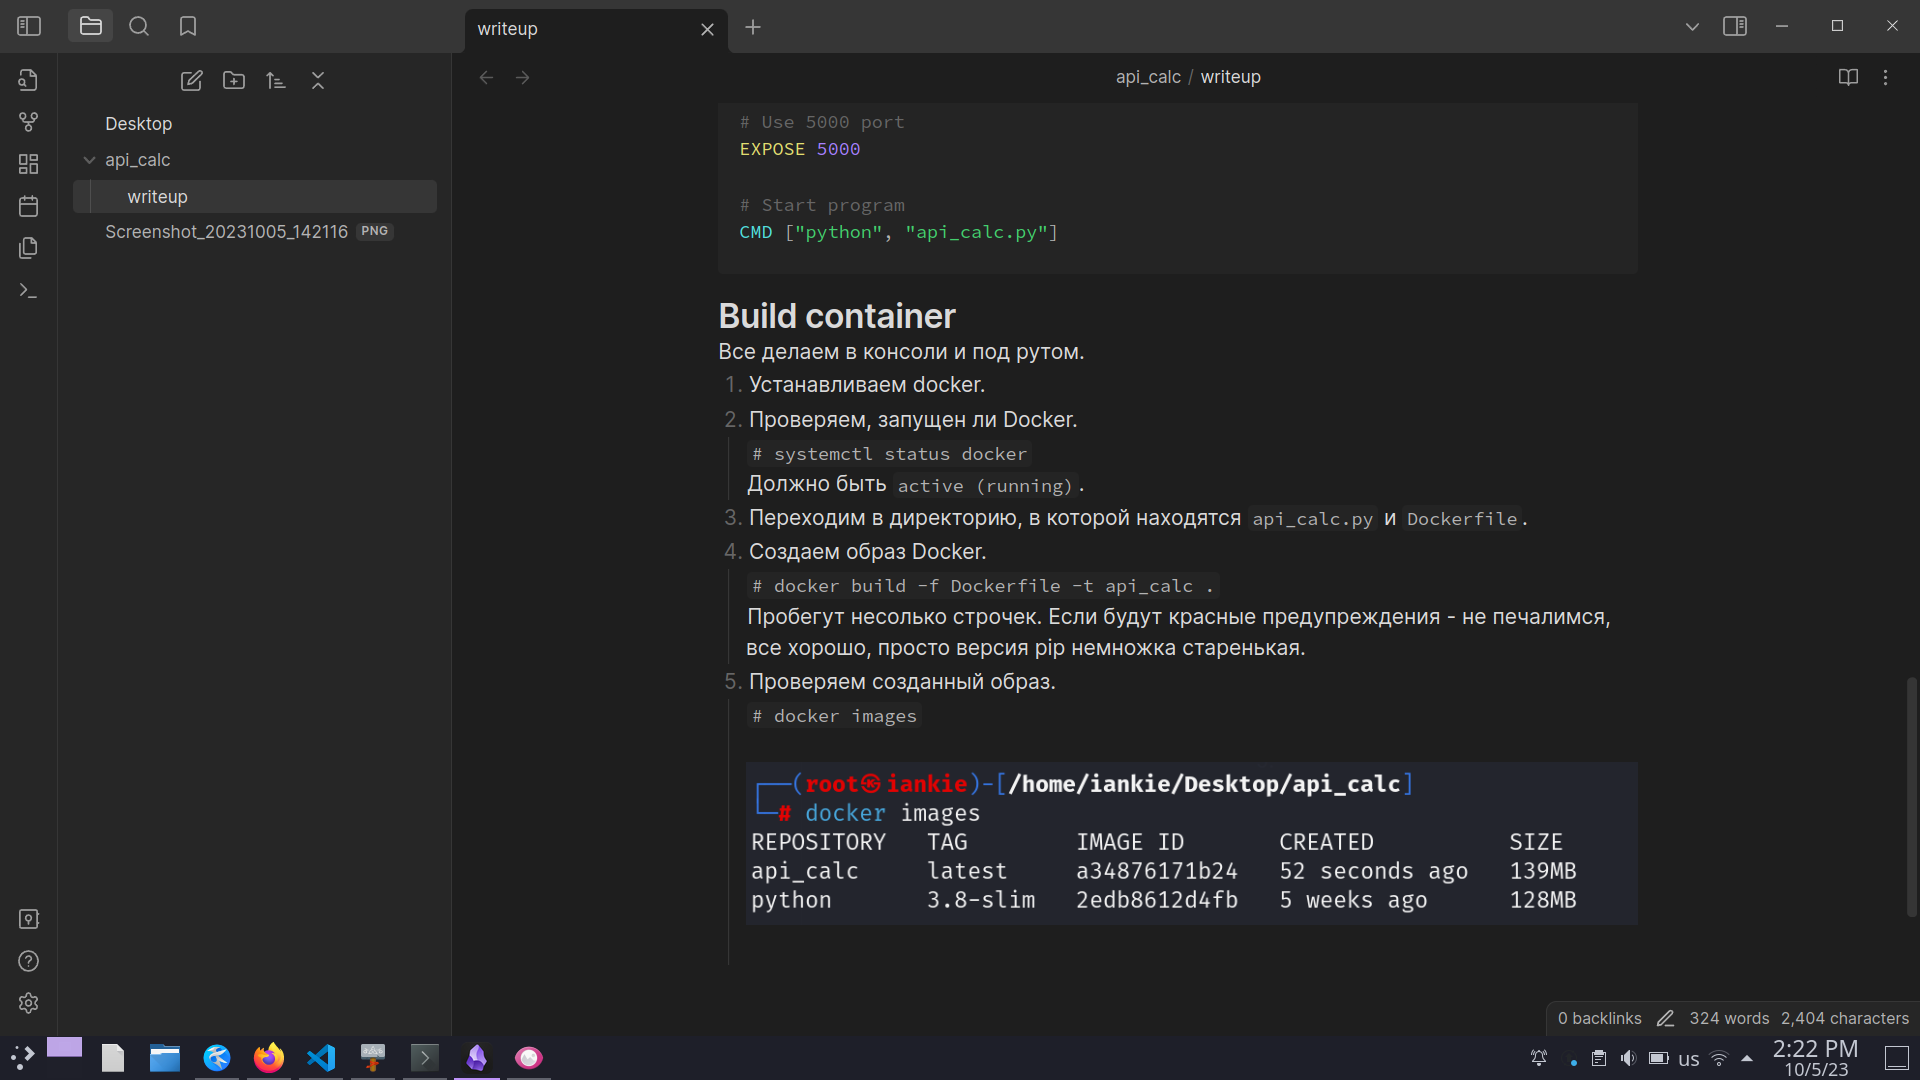 writeup
api_calc / writeup
Desktop
api_calc
writeup
Screenshot_20231005_142116 PNG
# Use 5000 port
EXPOSE 5000
# Start program
CMD ["python", "api_calc.py"]
Build container
Все делаем в консоли и под рутом.
1. Устанавливаем docker.
2. Проверяем, запущен ли Docker.
# systemctl status docker
Должно быть active (running).
3. Переходим в директорию, в которой находятся api_calc.py и Dockerfile.
4. Создаем образ Docker.
# docker build -f Dockerfile -t api_calc .
Пробегут несолько строчек. Если будут красные предупреждения - не печалимся,
все хорошо, просто версия pip немножка старенькая.
5. Проверяем созданный образ.
# docker images
(root㉿iankie)-[/home/iankie/Desktop/api_calc]
# docker images
REPOSITORY TAG IMAGE ID CREATED SIZE
api_calc latest a34876171b24 52 seconds ago 139MB
python 3.8-slim 2edb8612d4fb 5 weeks ago 128MB
0 backlinks 324 words 2,404 characters
us 2:22 PM
10/5/23